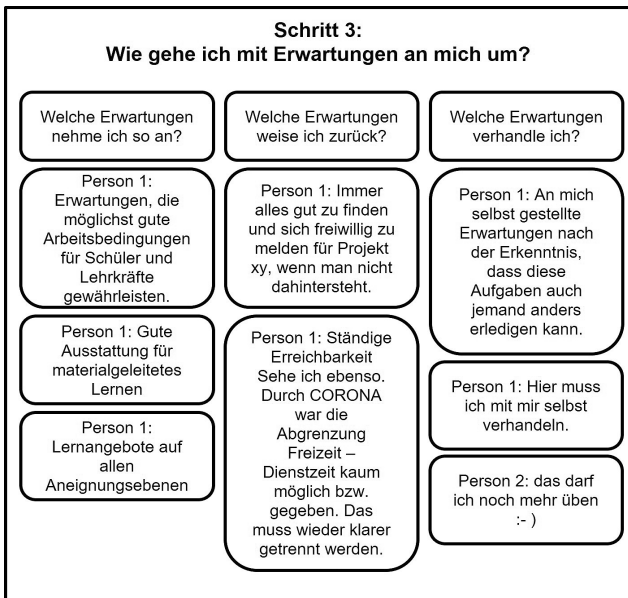 Schritt 3:
Wie gehe ich mit Erwartungen an mich um?
Welche Erwartungen
nehme ich so an?
Person 1:
Erwartungen, die
möglichst gute
Arbeitsbedingungen
für Schüler und
Lehrkräfte
gewährleisten.
Person 1: Gute
Ausstattung für
materialgeleitetes
Lernen
Person 1:
Lernangebote auf
allen
Aneignungsebenen
Welche Erwartungen
weise ich zurück?
Person 1: Immer
alles gut zu finden
und sich freiwillig zu
melden für Projekt
xy, wenn man nicht
dahintersteht.
Person 1: Ständige
Erreichbarkeit
Sehe ich ebenso.
Durch CORONA
war die
Abgrenzung
Freizeit –
Dienstzeit kaum
möglich bzw.
gegeben. Das
muss wieder klarer
getrennt werden.
Welche Erwartungen
verhandle ich?
Person 1: An mich
selbst gestellte
Erwartungen nach
der Erkenntnis,
dass diese
Aufgaben auch
jemand anders
erledigen kann.
Person 1: Hier muss
ich mit mir selbst
verhandeln.
Person 2: das darf
ich noch mehr üben
:- )